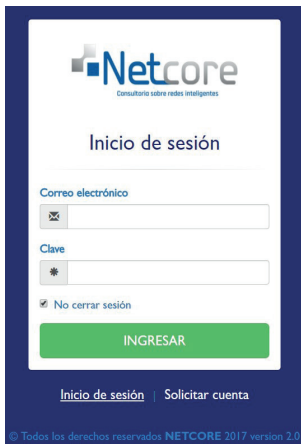 Netcore
Consultoria sobre redes inteligentes
Inicio de sesión
Correo electrónico
Clave
No cerrar sesión
INGRESAR
Inicio de sesión | Solicitar cuenta
© Todos los derechos reservados NETCORE 2017 version 2.0